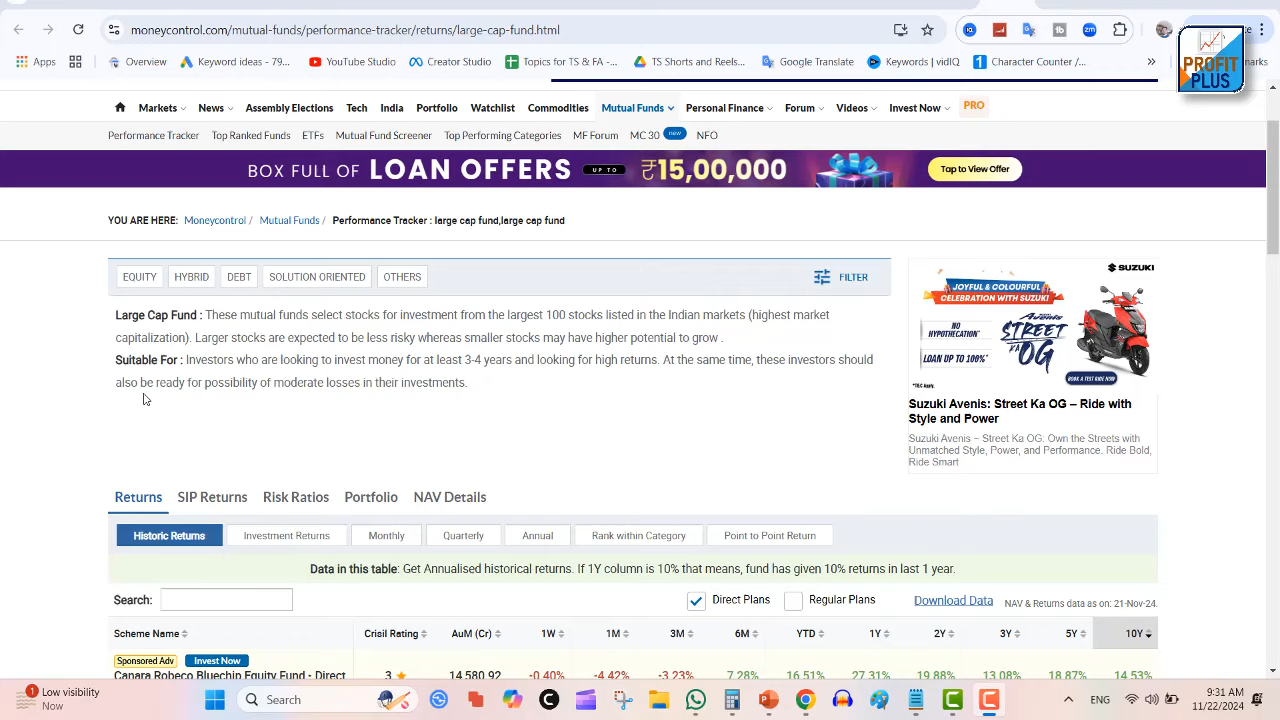 moneycontrol.com/mutual-funds/performance-tracker/returns/large-cap-fund.html
Apps Overview Keyword ideas - 79... YouTube Studio Creator Studio Topics for TS & FA -... TS Shorts and Reels... Google Translate Keywords | vidIQ Character Counter /...
PROFIT
PLUS
Markets News Assembly Elections Tech India Portfolio Watchlist Commodities Mutual Funds Personal Finance Forum Videos Invest Now PRO
Performance Tracker Top Ranked Funds ETFs Mutual Fund Screener Top Performing Categories MF Forum MC 30 new NFO
BOX FULL OF LOAN OFFERS UP TO ₹15,00,000 Tap to View Offer
YOU ARE HERE: Moneycontrol / Mutual Funds / Performance Tracker : large cap fund,large cap fund
EQUITY HYBRID DEBT SOLUTION ORIENTED OTHERS FILTER
Large Cap Fund : These mutual funds select stocks for investment from the largest 100 stocks listed in the Indian markets (highest market
capitalization). Larger stocks are expected to be less risky whereas smaller stocks may have higher potential to grow .
Suitable For : Investors who are looking to invest money for at least 3-4 years and looking for high returns. At the same time, these investors should
also be ready for possibility of moderate losses in their investments.
SUZUKI
JOYFUL & COLOURFUL
CELEBRATION WITH SUZUKI
NO
HYPOTHECATION*
LOAN UP TO 100%*
Avenis
STREET
KA OG
BOOK A TEST RIDE NOW
*T&C Apply.
Suzuki Avenis: Street Ka OG – Ride with
Style and Power
Suzuki Avenis – Street Ka OG; Own the Streets with
Unmatched Style, Power, and Performance. Ride Bold,
Ride Smart
Returns SIP Returns Risk Ratios Portfolio NAV Details
Historic Returns Investment Returns Monthly Quarterly Annual Rank within Category Point to Point Return
Data in this table: Get Annualised historical returns. If 1Y column is 10% that means, fund has given 10% returns in last 1 year.
Search: Direct Plans Regular Plans Download Data NAV & Returns data as on: 21-Nov-24.
Scheme Name Crisil Rating AuM (Cr) 1W 1M 3M 6M YTD 1Y 2Y 3Y 5Y 10Y
Sponsored Adv Invest Now
Canara Robeco Bluechip Equity Fund - Direct 3 14,580.92 -0.40% -4.42% -3.23% 7.28% 16.51% 27.31% 19.88% 13.08% 18.87% 14.53%
1 Low visibility
Now
Search
ENG
9:31 AM
11/22/2024